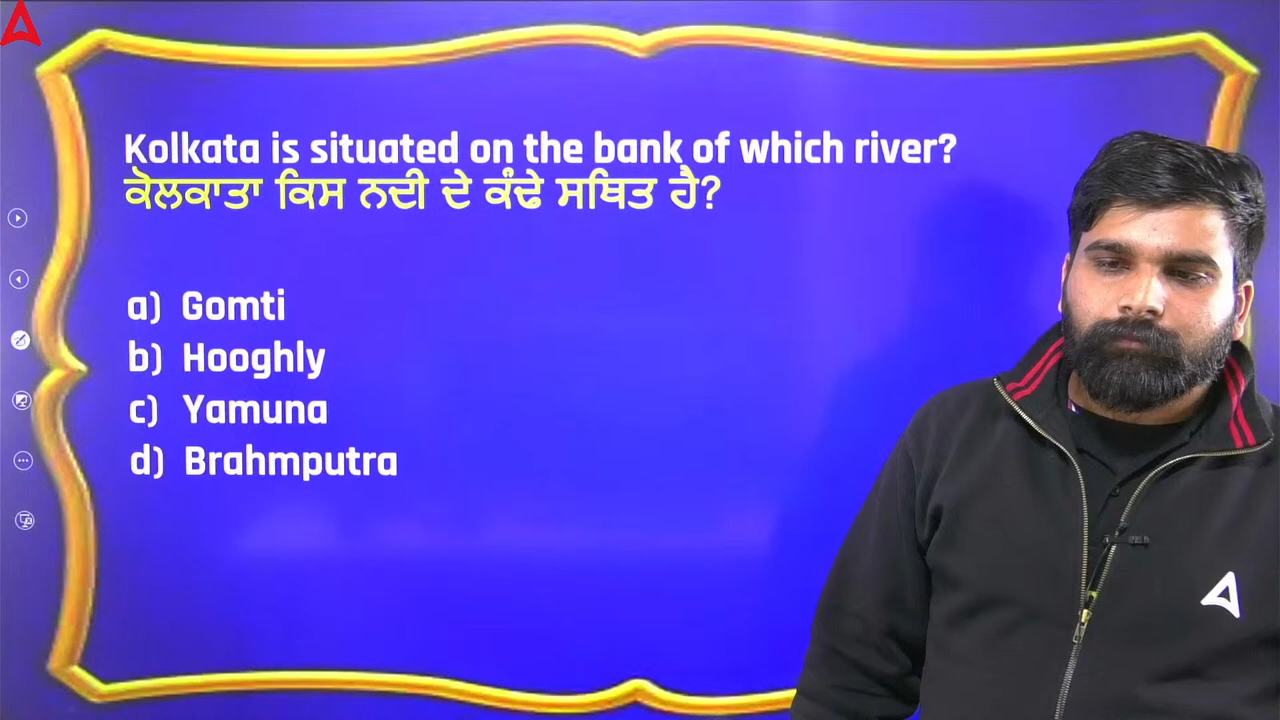 Kolkata is situated on the bank of which river?
ਕੋਲਕਾਤਾ ਕਿਸ ਨਦੀ ਦੇ ਕੰਢੇ ਸਥਿਤ ਹੈ?
a) Gomti
b) Hooghly
c) Yamuna
d) Brahmputra